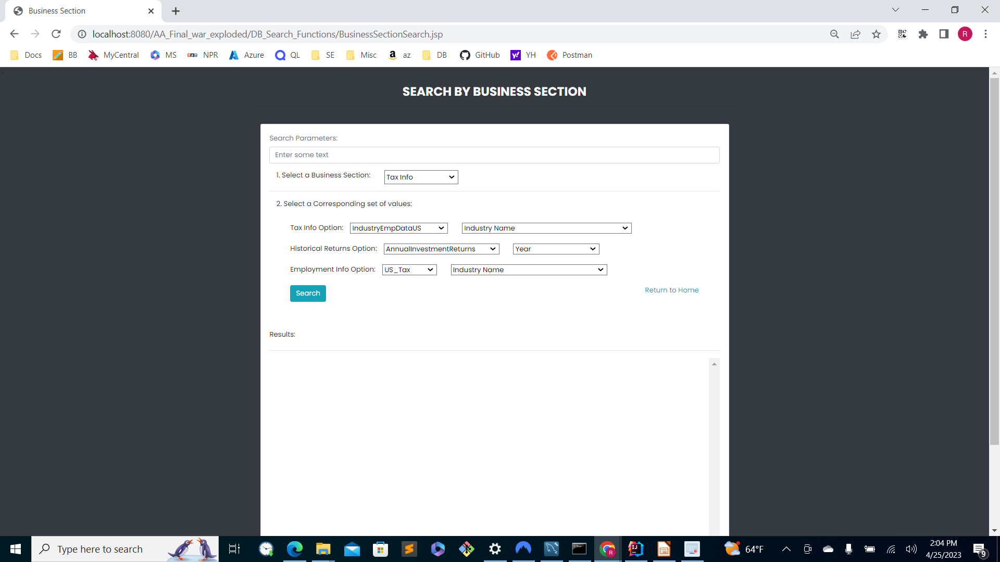 Business Section
localhost:8080/AA_Final_war_exploded/DB_Search_Functions/BusinessSectionSearch.jsp
R
Docs BB MyCentral MS npr NPR Azure QL SE Misc a az DB GitHub y! YH Postman
>
SEARCH BY BUSINESS SECTION
Search Parameters:
Enter some text
1. Select a Business Section: Tax Info
2. Select a Corresponding set of values:
Tax Info Option: IndustryEmpDataUS Industry Name
Historical Returns Option: AnnualInvestmentReturns Year
Employment Info Option: US_Tax Industry Name
Search Return to Home
Results:
Type here to search R IJ 64°F 2:04 PM
4/25/2023 9